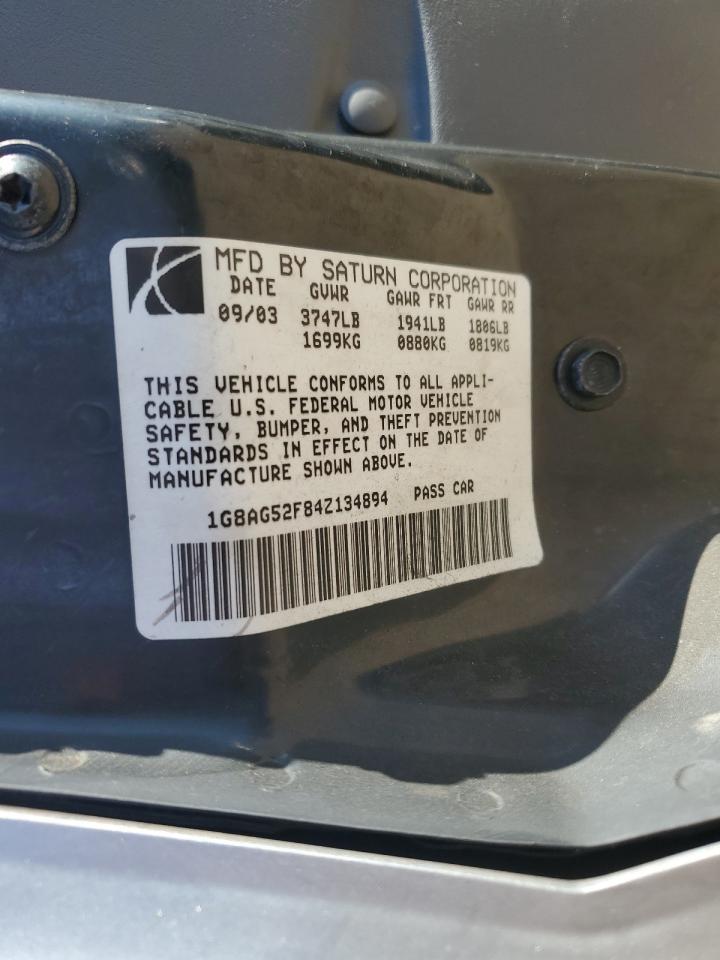 MFD BY SATURN CORPORATION
DATE GVWR GAWR FRT GAWR RR
09/03 3747LB 1941LB 1806LB
1699KG 0880KG 0819KG
THIS VEHICLE CONFORMS TO ALL APPLI-
CABLE U.S. FEDERAL MOTOR VEHICLE
SAFETY, BUMPER, AND THEFT PREVENTION
STANDARDS IN EFFECT ON THE DATE OF
MANUFACTURE SHOWN ABOVE.
1G8AG52F84Z134894 PASS CAR